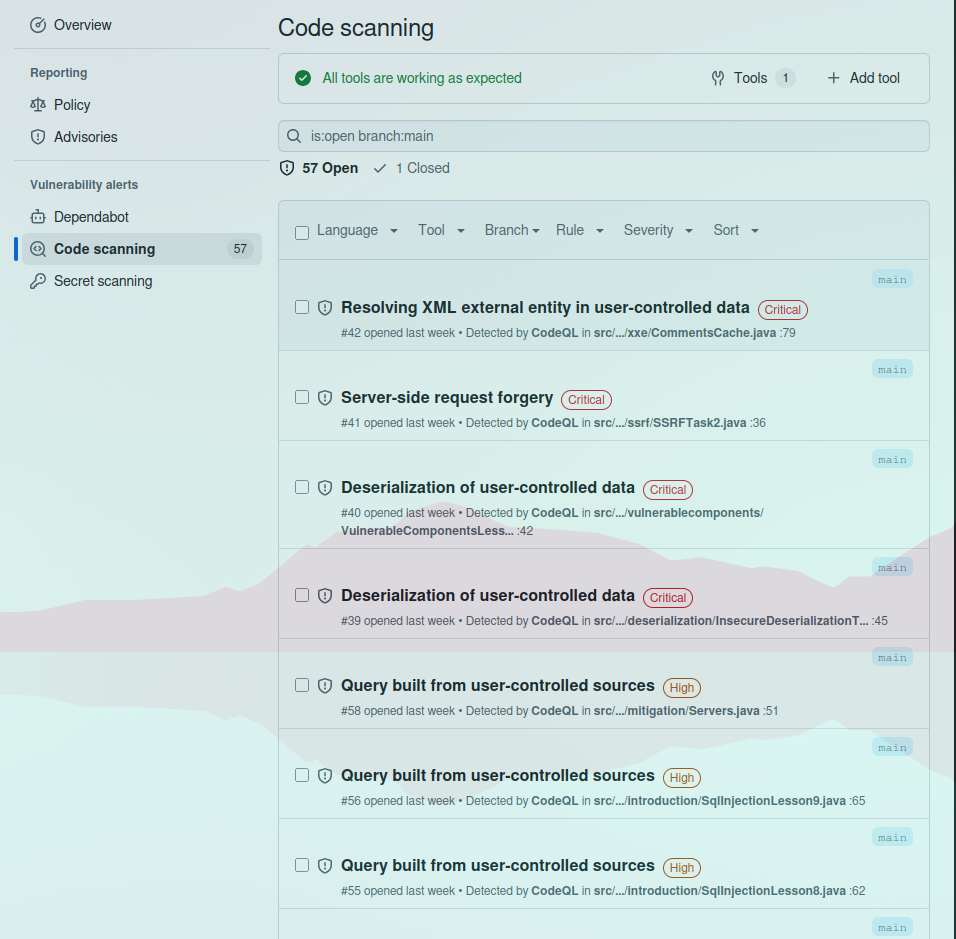 Overview
Reporting
Policy
Advisories
Vulnerability alerts
Dependabot
Code scanning 57
Secret scanning
Code scanning
All tools are working as expected Tools 1 Add tool
is:open branch:main
57 Open 1 Closed
Language Tool Branch Rule Severity Sort
main
Resolving XML external entity in user-controlled data Critical
#42 opened last week • Detected by CodeQL in src/.../xxe/CommentsCache.java :79
main
Server-side request forgery Critical
#41 opened last week • Detected by CodeQL in src/.../ssrf/SSRFTask2.java :36
main
Deserialization of user-controlled data Critical
#40 opened last week • Detected by CodeQL in src/.../vulnerablecomponents/
VulnerableComponentsLess... :42
main
Deserialization of user-controlled data Critical
#39 opened last week • Detected by CodeQL in src/.../deserialization/InsecureDeserializationT... :45
main
Query built from user-controlled sources High
#58 opened last week • Detected by CodeQL in src/.../mitigation/Servers.java :51
main
Query built from user-controlled sources High
#56 opened last week • Detected by CodeQL in src/.../introduction/SqlInjectionLesson9.java :65
main
Query built from user-controlled sources High
#55 opened last week • Detected by CodeQL in src/.../introduction/SqlInjectionLesson8.java :62
main